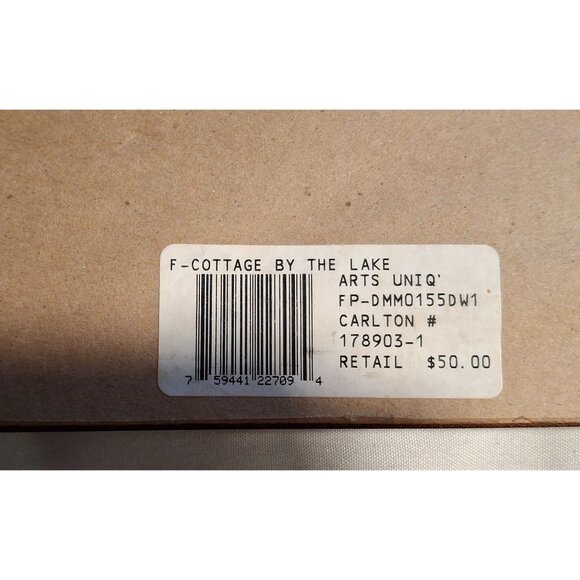 F-COTTAGE BY THE LAKE
ARTS UNIQ'
FP-DMM0155DW1
CARLTON #
178903-1
RETAIL $50.00
7 59441 22709 4